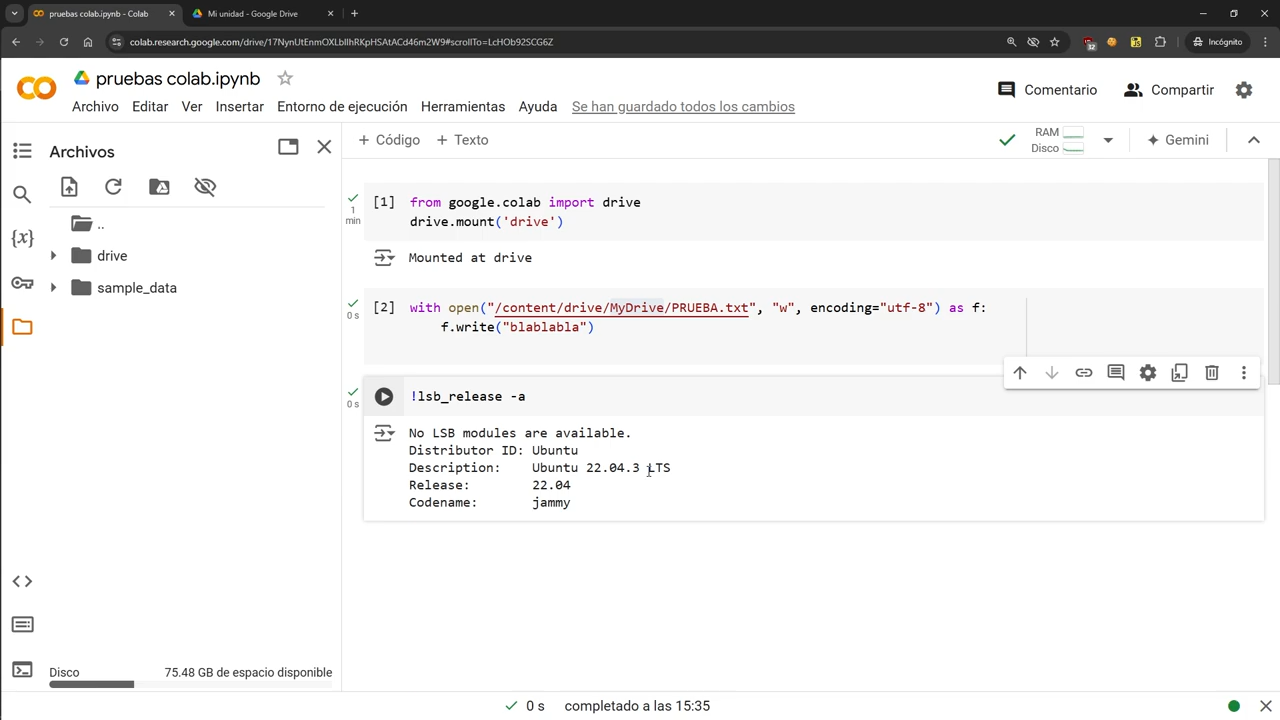 pruebas colab.ipynb - Colab
Mi unidad - Google Drive
colab.research.google.com/drive/17NynUtEnmOXLblIhRKpHSAtACd46m2W9#scrollTo=LcHOb92SCG6Z
32
Incógnito
pruebas colab.ipynb
Comentario
Compartir
Archivo Editar Ver Insertar Entorno de ejecución Herramientas Ayuda Se han guardado todos los cambios
Archivos
+ Código + Texto
RAM
Disco
Gemini
..
drive
sample_data
{x}
1
min
[1] from google.colab import drive
drive.mount('drive')
Mounted at drive
0 s
[2] with open("/content/drive/MyDrive/PRUEBA.txt", "w", encoding="utf-8") as f:
f.write("blablabla")
0 s
!lsb_release -a
No LSB modules are available.
Distributor ID: Ubuntu
Description: Ubuntu 22.04.3 LTS
Release: 22.04
Codename: jammy
Disco 75.48 GB de espacio disponible
0 s completado a las 15:35